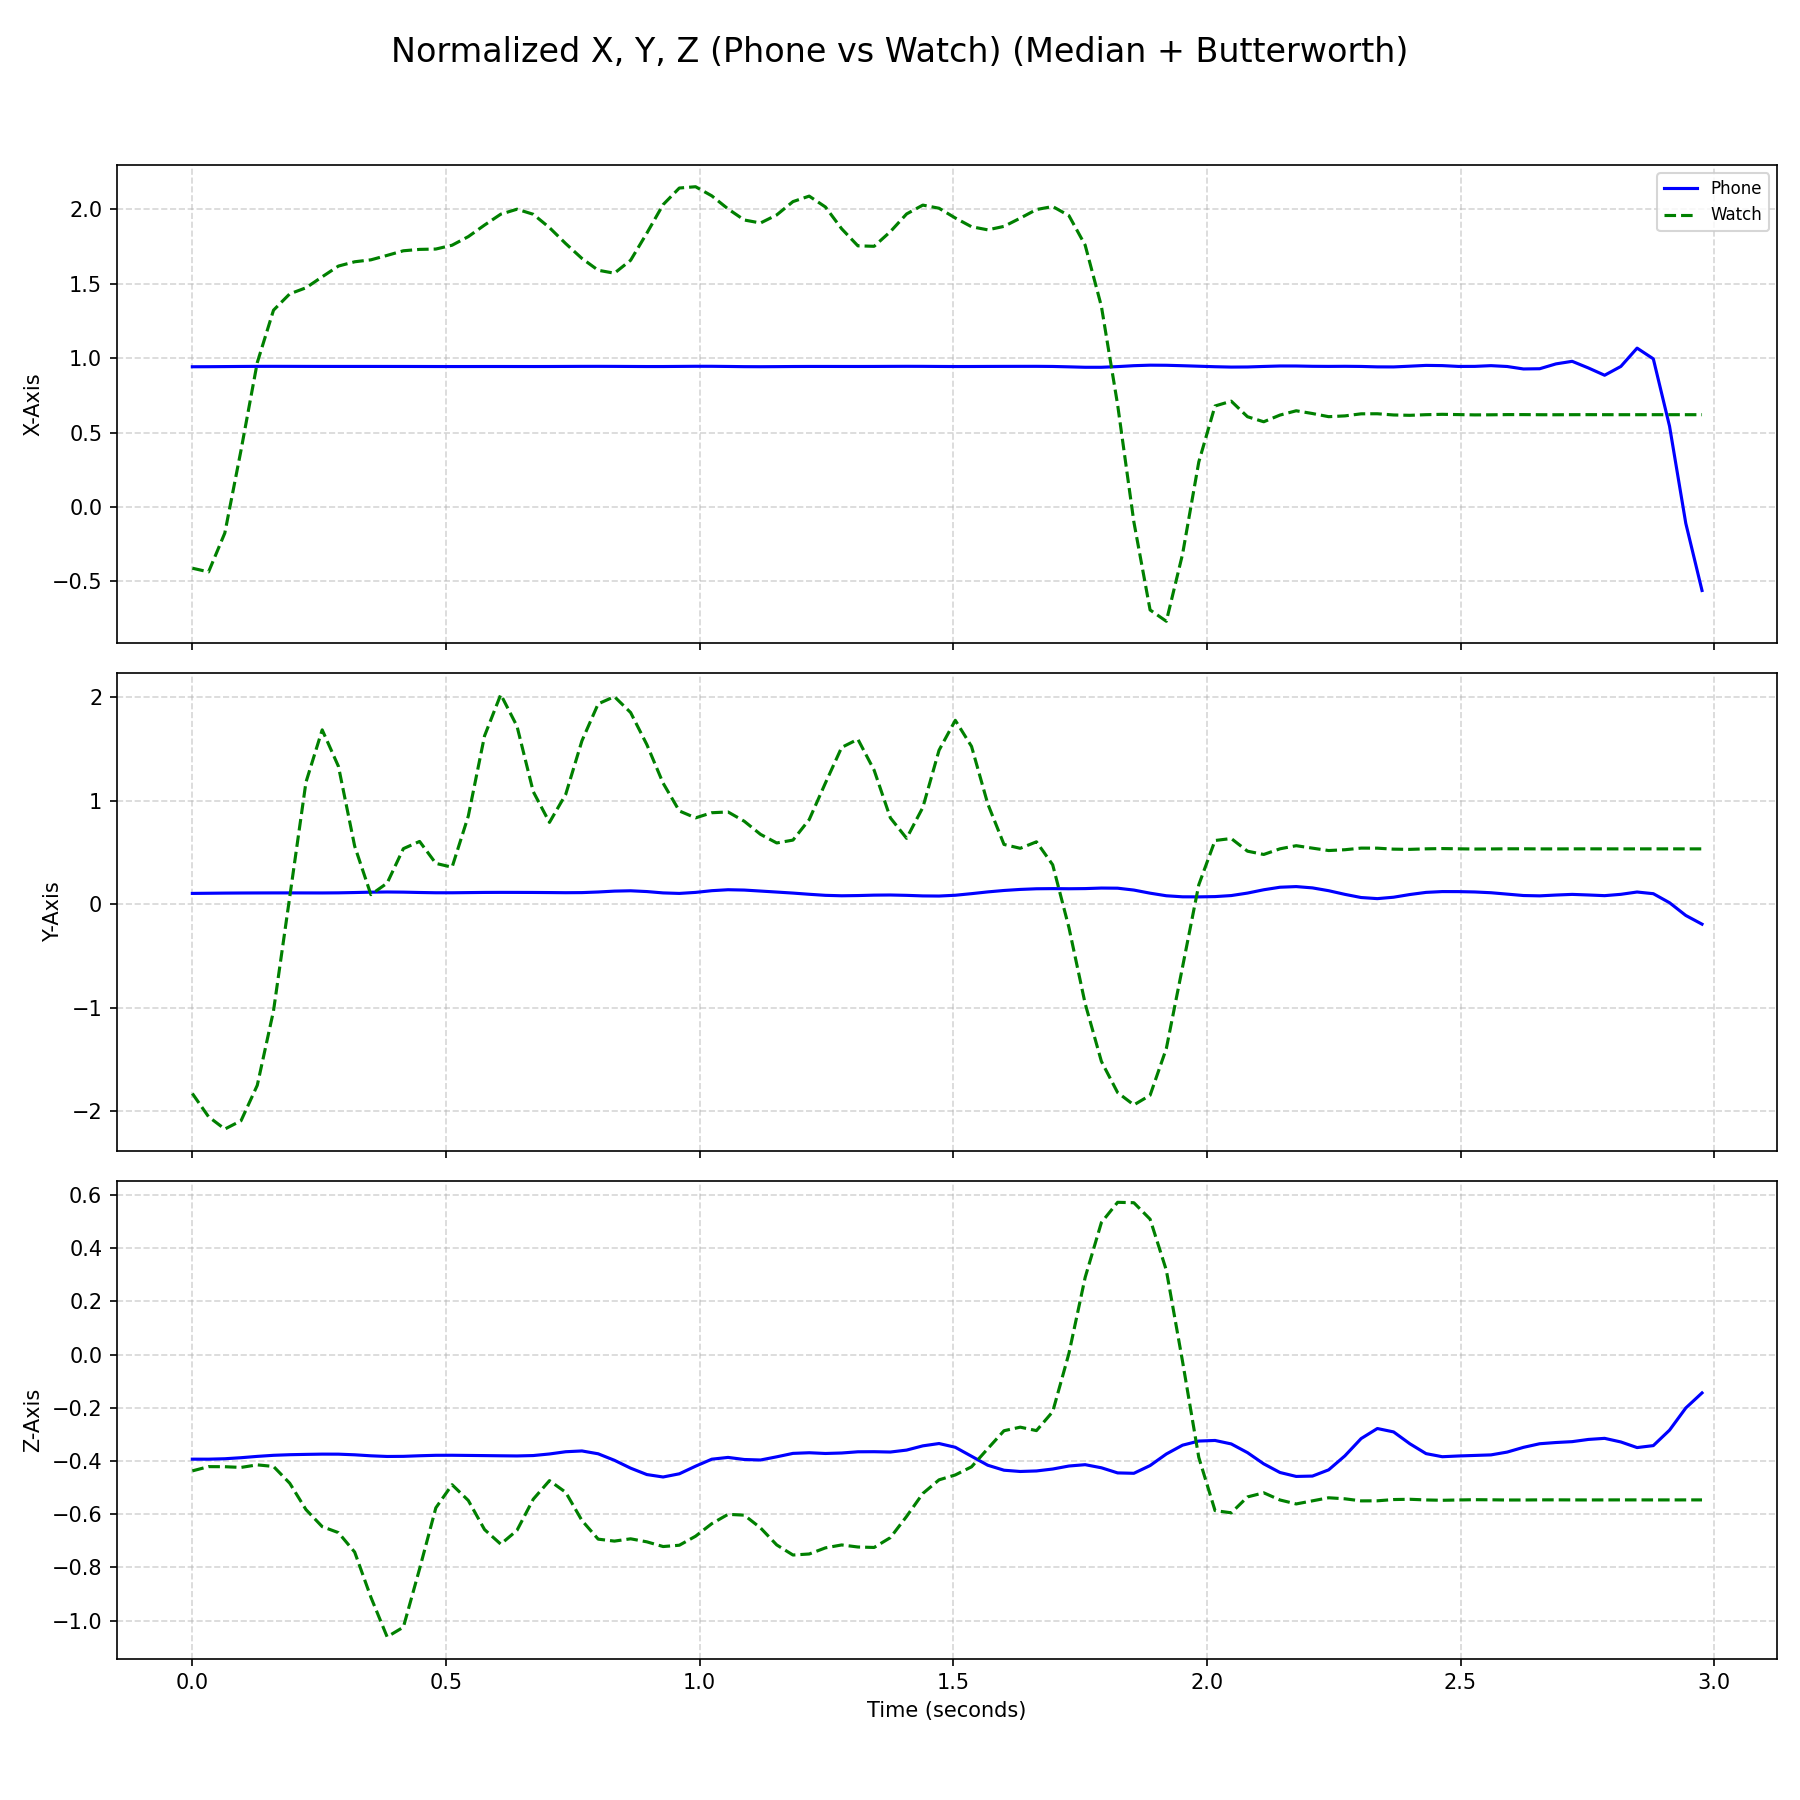 Normalized X, Y, Z (Phone vs Watch) (Median + Butterworth)
Phone
Watch
X-Axis
2.0
1.5
1.0
0.5
0.0
−0.5
Y-Axis
2
1
0
−1
−2
Z-Axis
0.6
0.4
0.2
0.0
−0.2
−0.4
−0.6
−0.8
−1.0
0.0 0.5 1.0 1.5 2.0 2.5 3.0
Time (seconds)